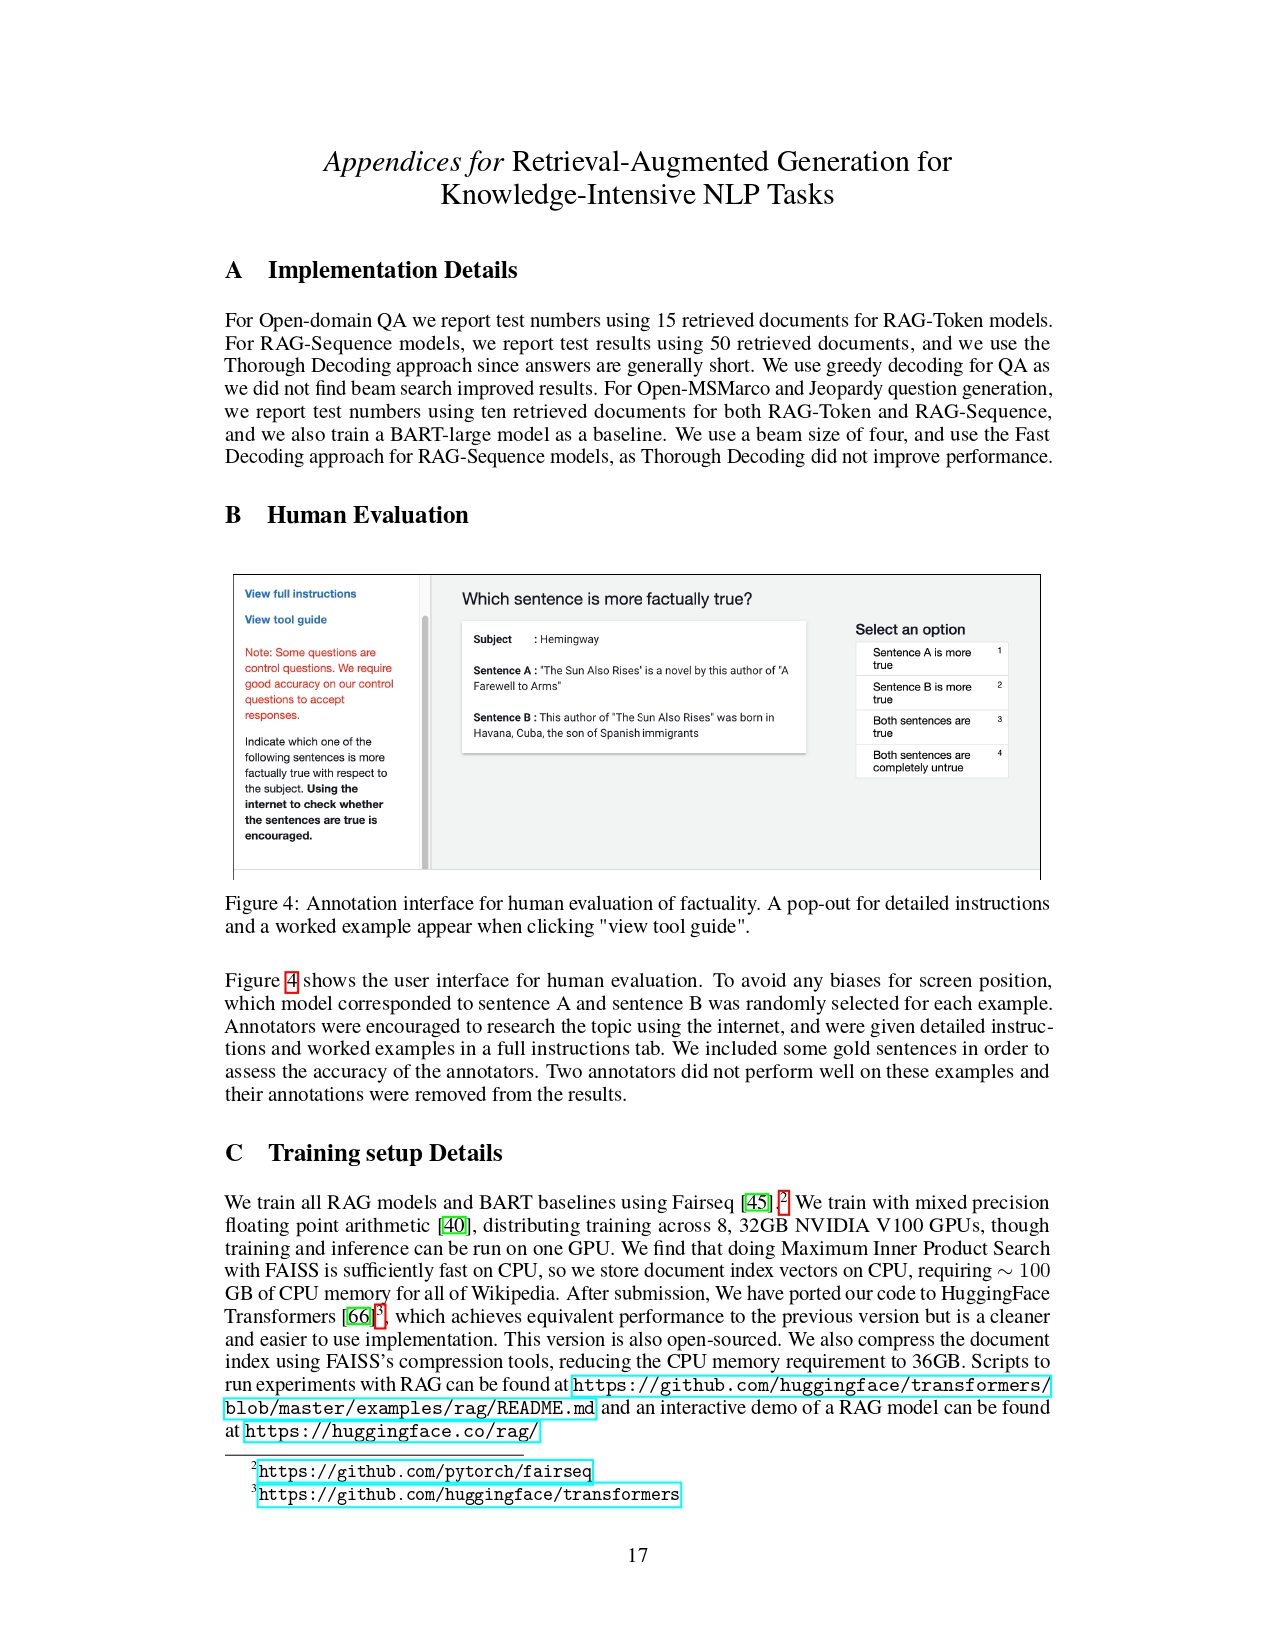 Appendices for Retrieval-Augmented Generation for
Knowledge-Intensive NLP Tasks
A Implementation Details
For Open-domain QA we report test numbers using 15 retrieved documents for RAG-Token models.
For RAG-Sequence models, we report test results using 50 retrieved documents, and we use the
Thorough Decoding approach since answers are generally short. We use greedy decoding for QA as
we did not find beam search improved results. For Open-MSMarco and Jeopardy question generation,
we report test numbers using ten retrieved documents for both RAG-Token and RAG-Sequence,
and we also train a BART-large model as a baseline. We use a beam size of four, and use the Fast
Decoding approach for RAG-Sequence models, as Thorough Decoding did not improve performance.
B Human Evaluation
View full instructions
View tool guide
Note: Some questions are
control questions. We require
good accuracy on our control
questions to accept
responses.
Indicate which one of the
following sentences is more
factually true with respect to
the subject. Using the
internet to check whether
the sentences are true is
encouraged.
Which sentence is more factually true?
Subject : Hemingway
Sentence A : "The Sun Also Rises" is a novel by this author of "A
Farewell to Arms"
Sentence B : This author of "The Sun Also Rises" was born in
Havana, Cuba, the son of Spanish immigrants
Select an option
Sentence A is more 1
true
Sentence B is more 2
true
Both sentences are 3
true
Both sentences are 4
completely untrue
Figure 4: Annotation interface for human evaluation of factuality. A pop-out for detailed instructions
and a worked example appear when clicking "view tool guide".
Figure 4 shows the user interface for human evaluation. To avoid any biases for screen position,
which model corresponded to sentence A and sentence B was randomly selected for each example.
Annotators were encouraged to research the topic using the internet, and were given detailed instruc-
tions and worked examples in a full instructions tab. We included some gold sentences in order to
assess the accuracy of the annotators. Two annotators did not perform well on these examples and
their annotations were removed from the results.
C Training setup Details
We train all RAG models and BART baselines using Fairseq [45].2 We train with mixed precision
floating point arithmetic [40], distributing training across 8, 32GB NVIDIA V100 GPUs, though
training and inference can be run on one GPU. We find that doing Maximum Inner Product Search
with FAISS is sufficiently fast on CPU, so we store document index vectors on CPU, requiring ∼ 100
GB of CPU memory for all of Wikipedia. After submission, We have ported our code to HuggingFace
Transformers [66]3, which achieves equivalent performance to the previous version but is a cleaner
and easier to use implementation. This version is also open-sourced. We also compress the document
index using FAISS's compression tools, reducing the CPU memory requirement to 36GB. Scripts to
run experiments with RAG can be found at https://github.com/huggingface/transformers/
blob/master/examples/rag/README.md and an interactive demo of a RAG model can be found
at https://huggingface.co/rag/
2https://github.com/pytorch/fairseq
3https://github.com/huggingface/transformers
17